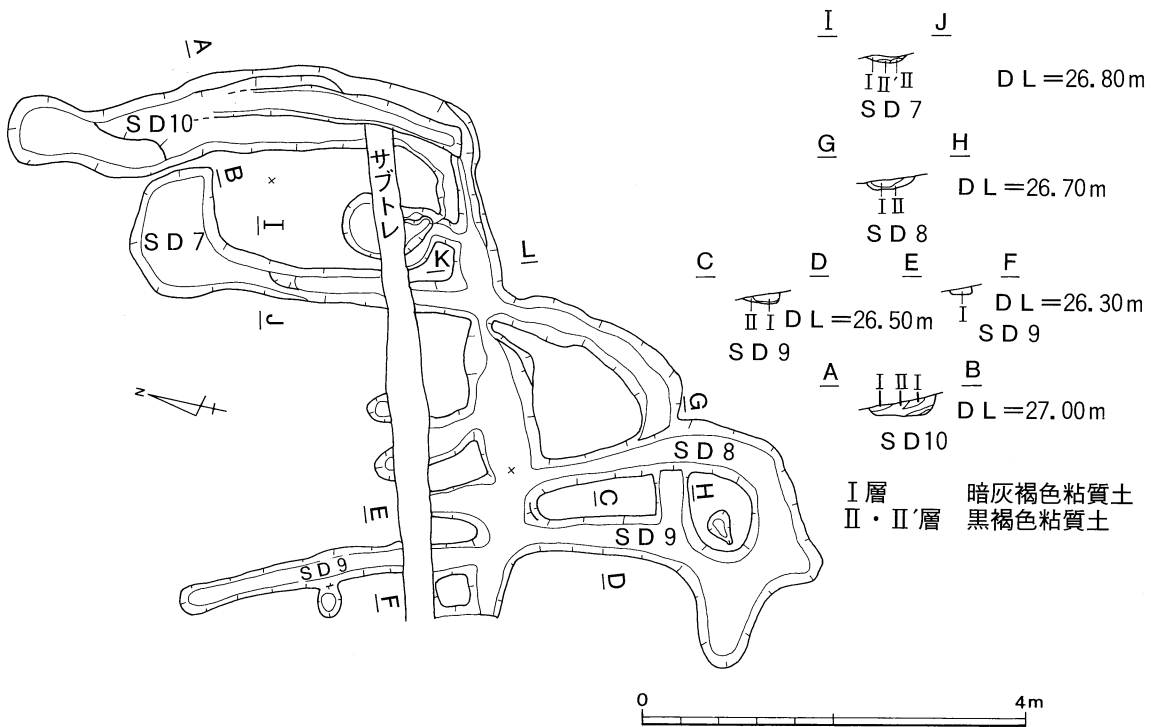 A
SD10
B
サブトレ
I
SD7
K
L
J
N
G
SD8
C
H
E
SD9
SD9
D
F
I J
I II′ II
DL=26.80m
SD7
G H
DL=26.70m
I II
SD8
C D E F
II I
DL=26.50m
I
DL=26.30m
SD9
SD9
A B
I II I
DL=27.00m
SD10
I層 暗灰褐色粘質土
II・II′層 黒褐色粘質土
0 4m